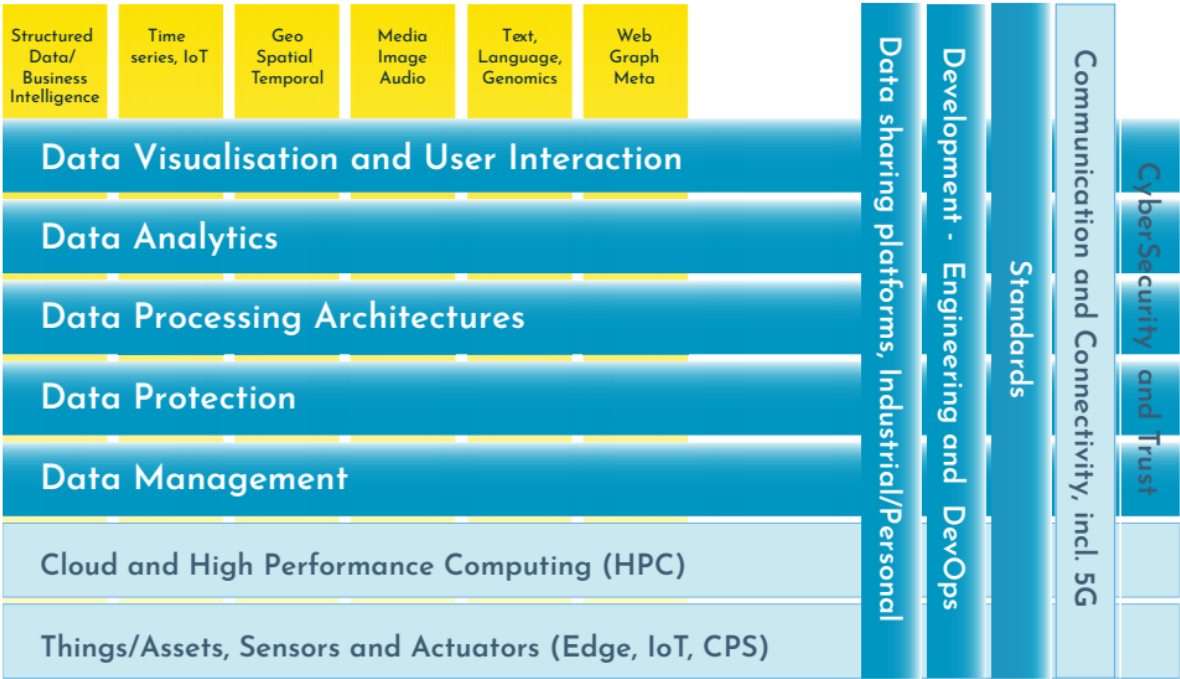 Structured
Data/
Business
Intelligence
Time
series, IoT
Geo
Spatial
Temporal
Media
Image
Audio
Text,
Language,
Genomics
Web
Graph
Meta
Data Visualisation and User Interaction
Data Analytics
Data Processing Architectures
Data Protection
Data Management
Cloud and High Performance Computing (HPC)
Things/Assets, Sensors and Actuators (Edge, IoT, CPS)
Data sharing platforms, Industrial/Personal
Development - Engineering and DevOps
Standards
Communication and Connectivity, incl. 5G
CyberSecurity and Trust